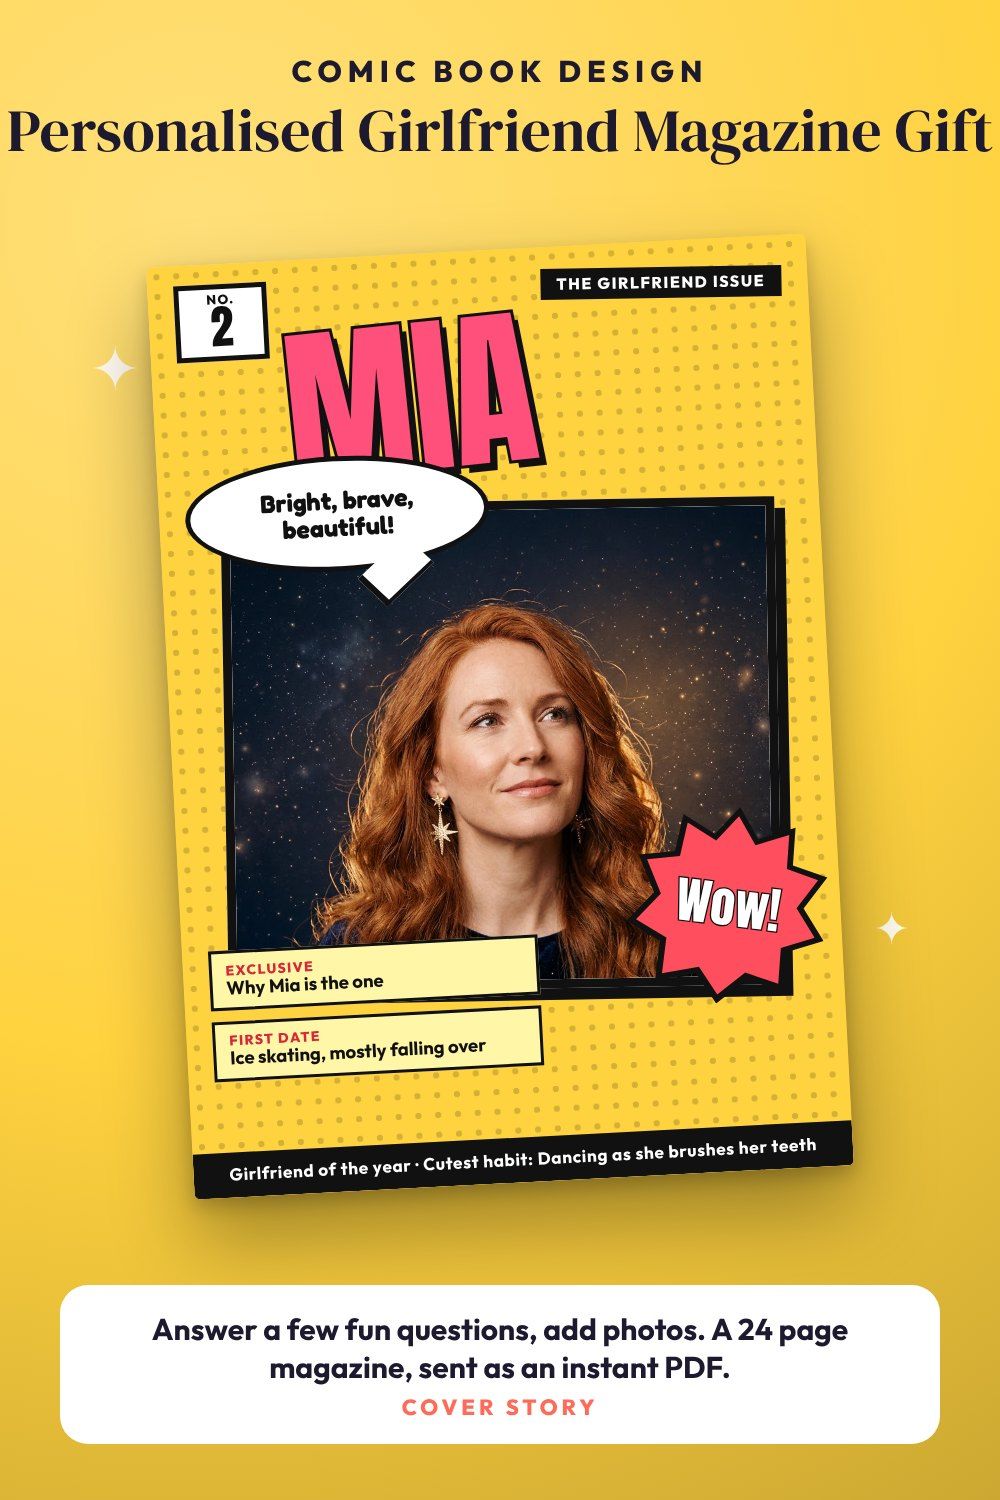 COMIC BOOK DESIGN
Personalised Girlfriend Magazine Gift
NO.
2
THE GIRLFRIEND ISSUE
MIA
Bright, brave,
beautiful!
Wow!
EXCLUSIVE
Why Mia is the one
FIRST DATE
Ice skating, mostly falling over
Girlfriend of the year · Cutest habit: Dancing as she brushes her teeth
Answer a few fun questions, add photos. A 24 page
magazine, sent as an instant PDF.
COVER STORY